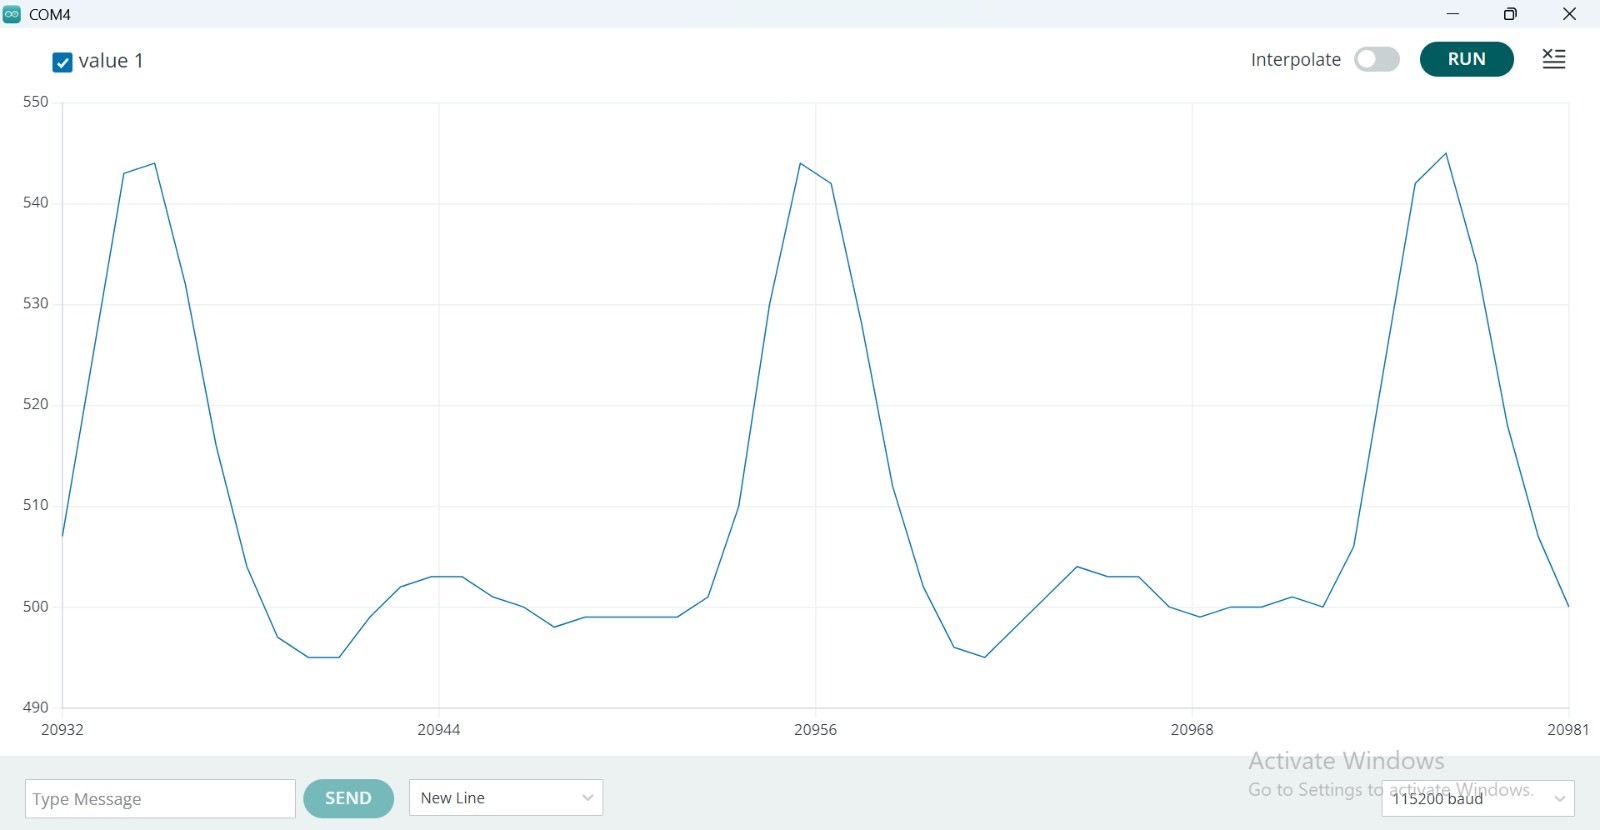 COM4
value 1
Interpolate
RUN
550
540
530
520
510
500
490
20932 20944 20956 20968 20981
Activate Windows
Go to Settings to activate Windows.
Type Message
SEND
New Line
115200 baud